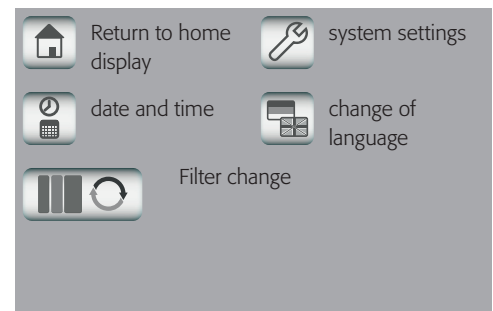 Return to home
display
system settings
date and time
change of
language
Filter change